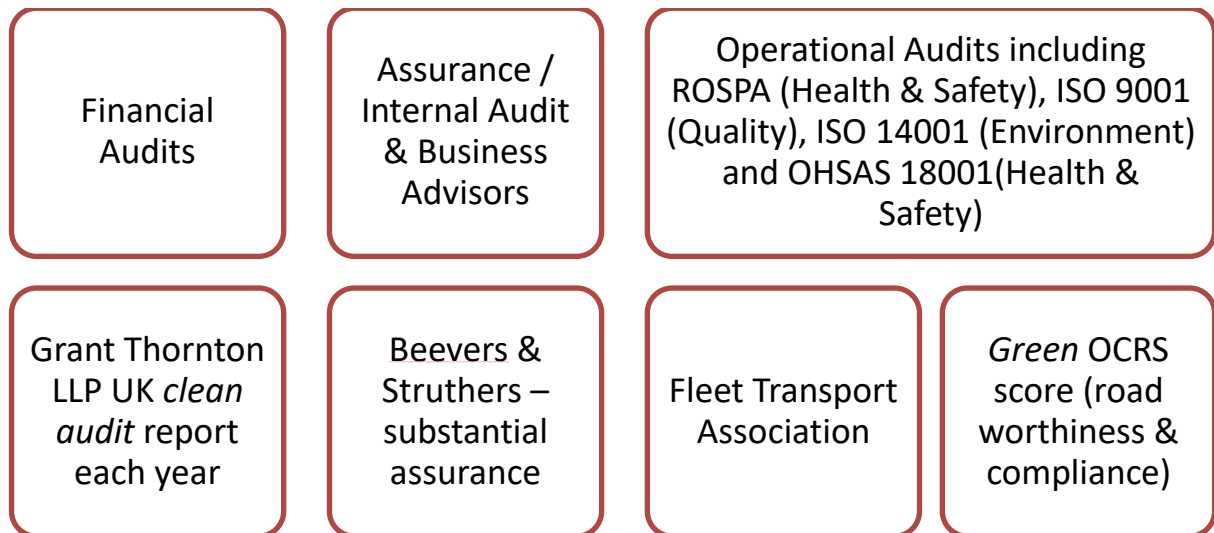 Financial
Audits
Assurance /
Internal Audit
& Business
Advisors
Operational Audits including
ROSPA (Health & Safety), ISO 9001
(Quality), ISO 14001 (Environment)
and OHSAS 18001(Health &
Safety)
Grant Thornton
LLP UK clean
audit report
each year
Beevers &
Struthers –
substantial
assurance
Fleet Transport
Association
Green OCRS
score (road
worthiness &
compliance)